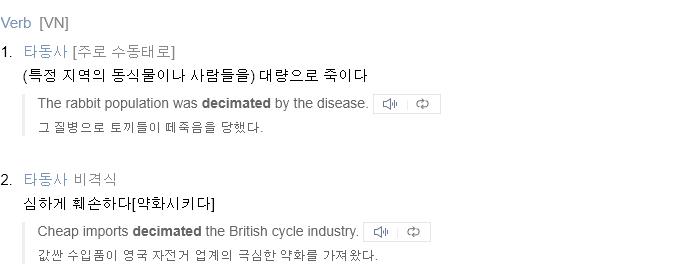 Verb [VN]
1. 타동사 [주로 수동태로]
(특정 지역의 동식물이나 사람들을) 대량으로 죽이다
The rabbit population was decimated by the disease.
그 질병으로 토끼들이 떼죽음을 당했다.
2. 타동사 비격식
심하게 훼손하다[약화시키다]
Cheap imports decimated the British cycle industry.
값싼 수입품이 영국 자전거 업계의 극심한 약화를 가져왔다.